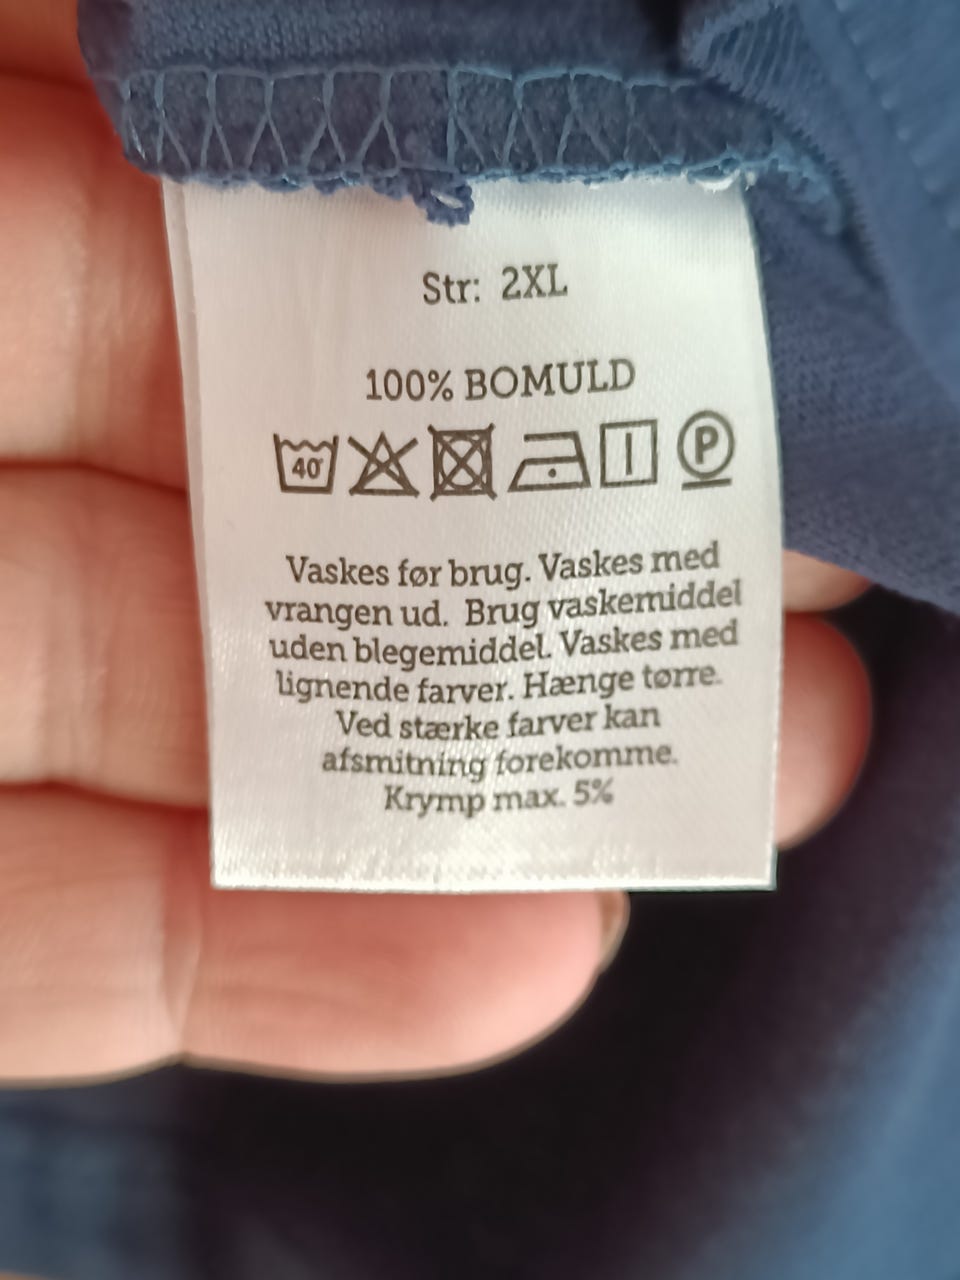 Str: 2XL
100% BOMULD
40°
P
Vaskes før brug. Vaskes med
vrangen ud. Brug vaskemiddel
uden blegemiddel. Vaskes med
lignende farver. Hænge tørre.
Ved stærke farver kan
afsmitning forekomme.
Krymp max. 5%